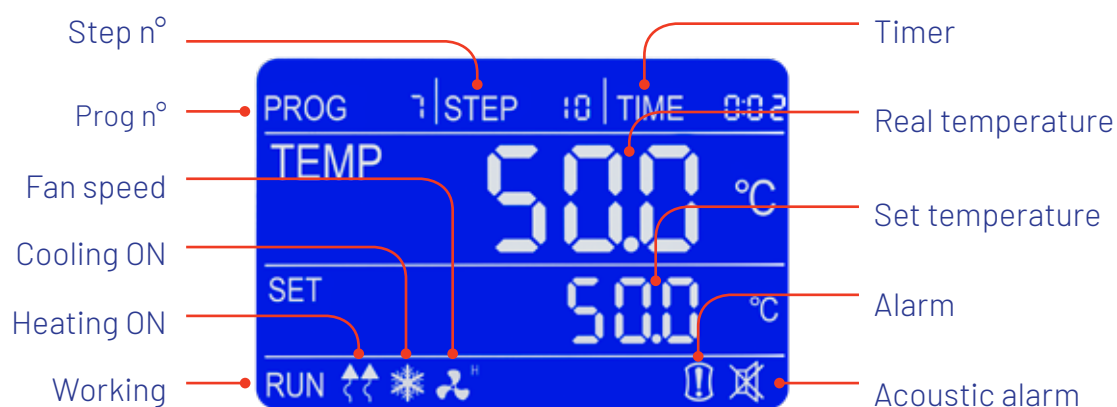 Step n°
Timer
Prog n°
PROG 7 STEP 10 TIME 0:02
Real temperature
TEMP 50.0 °C
Fan speed
Set temperature
Cooling ON
SET 50.0 °C
Alarm
Heating ON
RUN H
Working
Acoustic alarm